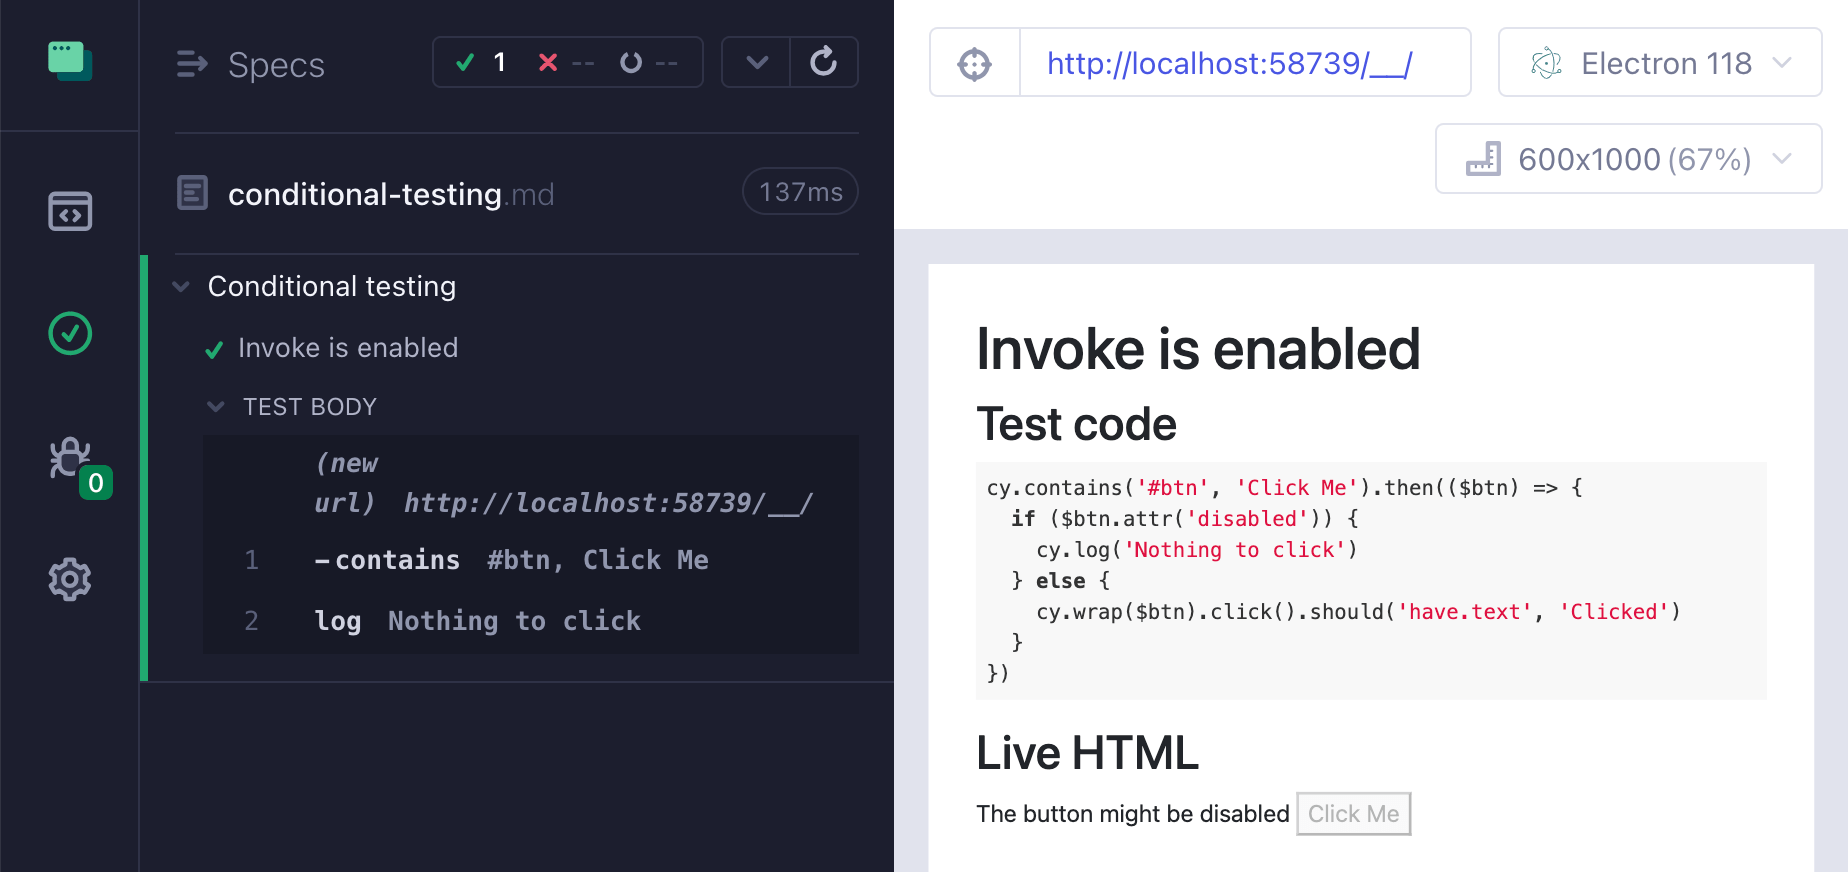 Specs
1 -- --
conditional-testing.md
137ms
Conditional testing
Invoke is enabled
TEST BODY
(new
url) http://localhost:58739/__/
1 -contains #btn, Click Me
2 log Nothing to click
0
http://localhost:58739/__/
Electron 118
600x1000 (67%)
Invoke is enabled
Test code
cy.contains('#btn', 'Click Me').then(($btn) => {
  if ($btn.attr('disabled')) {
    cy.log('Nothing to click')
  } else {
    cy.wrap($btn).click().should('have.text', 'Clicked')
  }
})
Live HTML
The button might be disabled Click Me